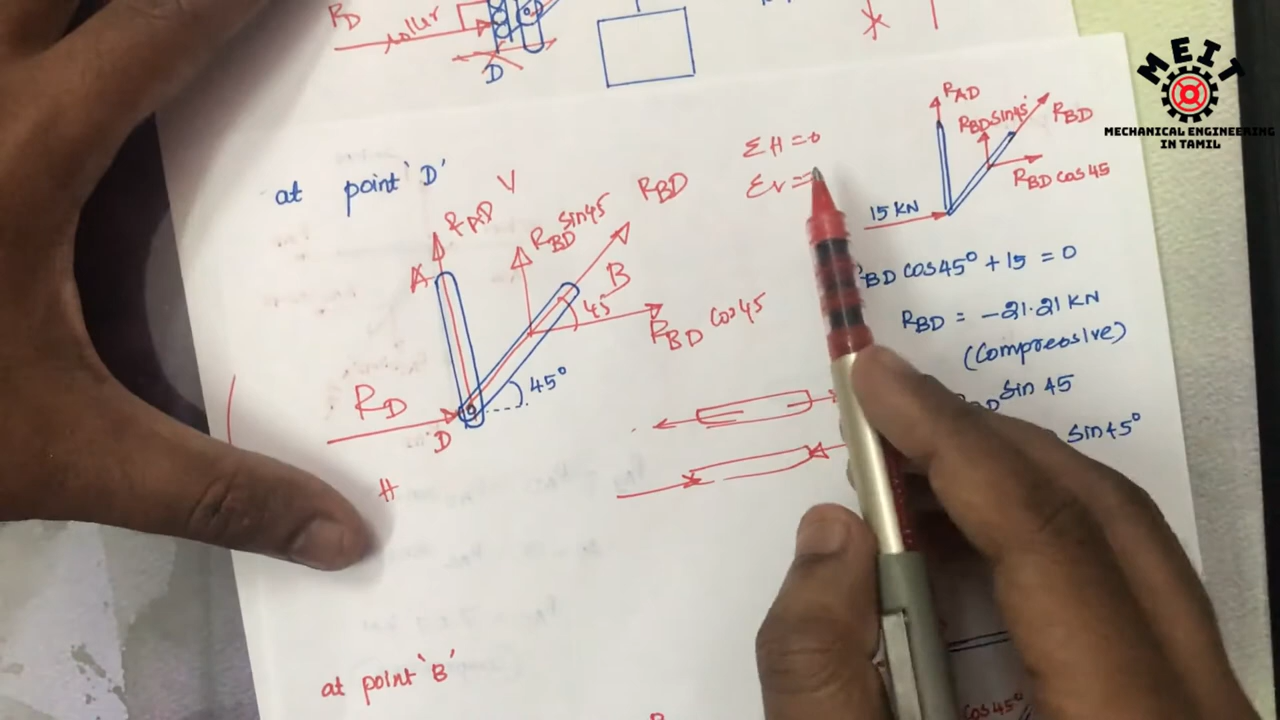 RD
roller
D
MEIT
MECHANICAL ENGINEERING
IN TAMIL
at point 'D'
RAD V
RBD sin45
RBD
A
B
45
RBD cos45
45°
RD
D
H
ΣH=0
Σv=
RAD
RBD sin45
RBD
RBD cos45
15 KN
BD cos45° + 15 = 0
RBD = -21.21 KN
(Compressive)
sin 45
sin45°
at point 'B'
cos45°